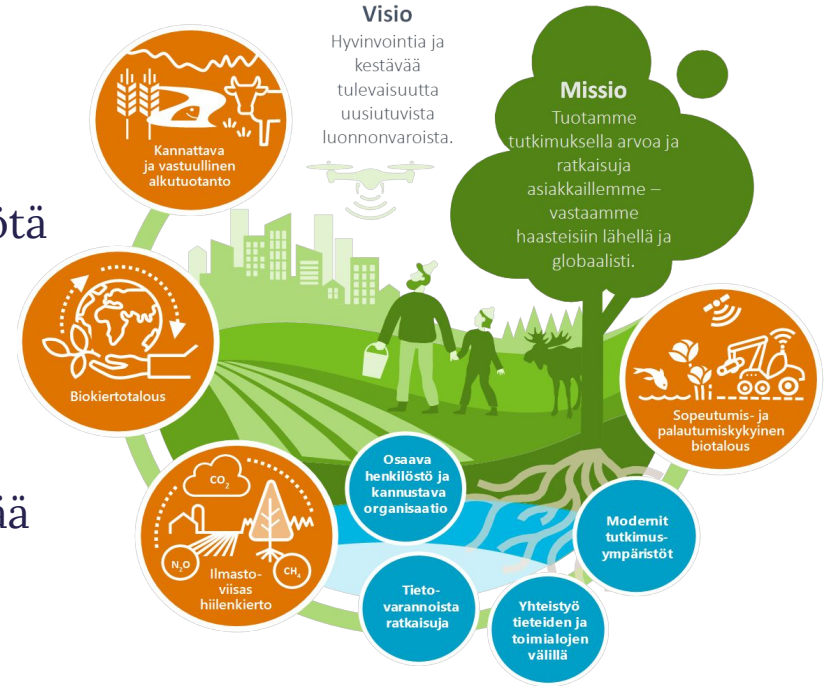 Visio
Hyvinvointia ja
kestävää
tulevaisuutta
uusiutuvista
luonnonvaroista.
Missio
Tuotamme
tutkimuksella arvoa ja
ratkaisuja
asiakkaillemme –
vastaamme
haasteisiin lähellä ja
globaalisti.
Kannattava
ja vastuullinen
alkutuotanto
Biokiertotalous
CO2
N2O
CH4
Ilmasto-
viisas
hiilenkierto
Osaava
henkilöstö ja
kannustava
organisaatio
Tieto-
varannoista
ratkaisuja
Yhteistyö
tieteiden ja
toimialojen
välillä
Modernit
tutkimus-
ympäristöt
Sopeutumis- ja
palautumiskykyinen
biotalous